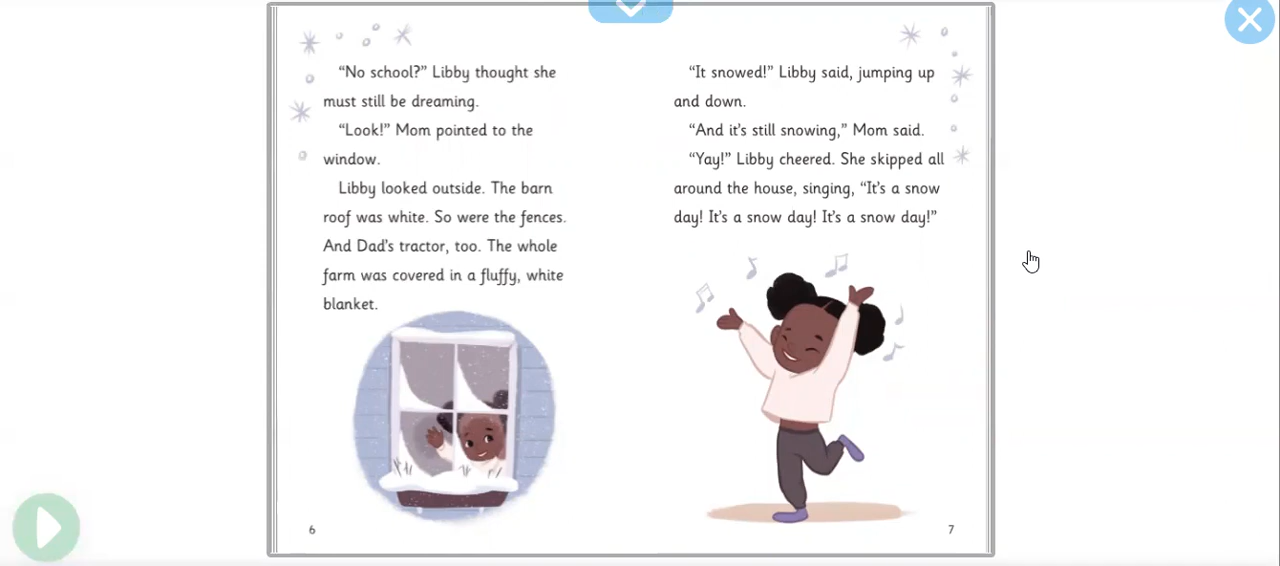 “No school?” Libby thought she
must still be dreaming.
“Look!” Mom pointed to the
window.
Libby looked outside. The barn
roof was white. So were the fences.
And Dad’s tractor, too. The whole
farm was covered in a fluffy, white
blanket.
6
“It snowed!” Libby said, jumping up
and down.
“And it’s still snowing,” Mom said.
“Yay!” Libby cheered. She skipped all
around the house, singing, “It’s a snow
day! It’s a snow day! It’s a snow day!”
7